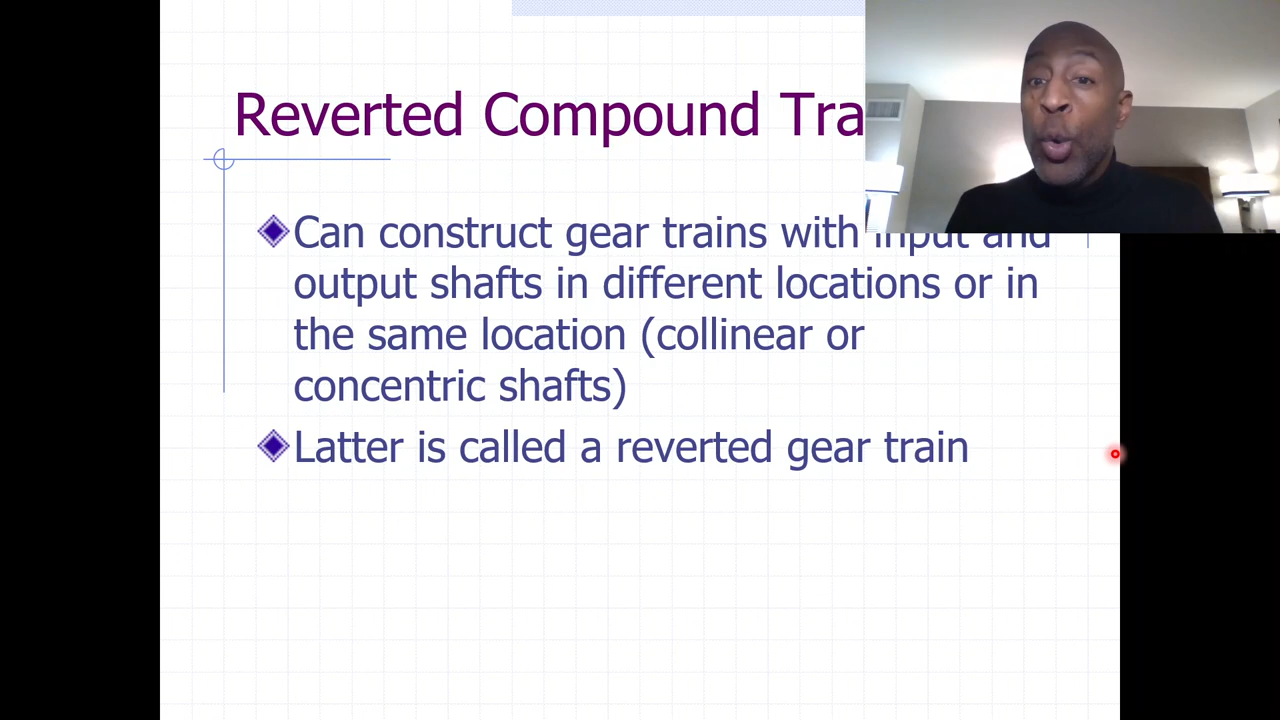 Reverted Compound Tra
Can construct gear trains with input and
output shafts in different locations or in
the same location (collinear or
concentric shafts)
Latter is called a reverted gear train